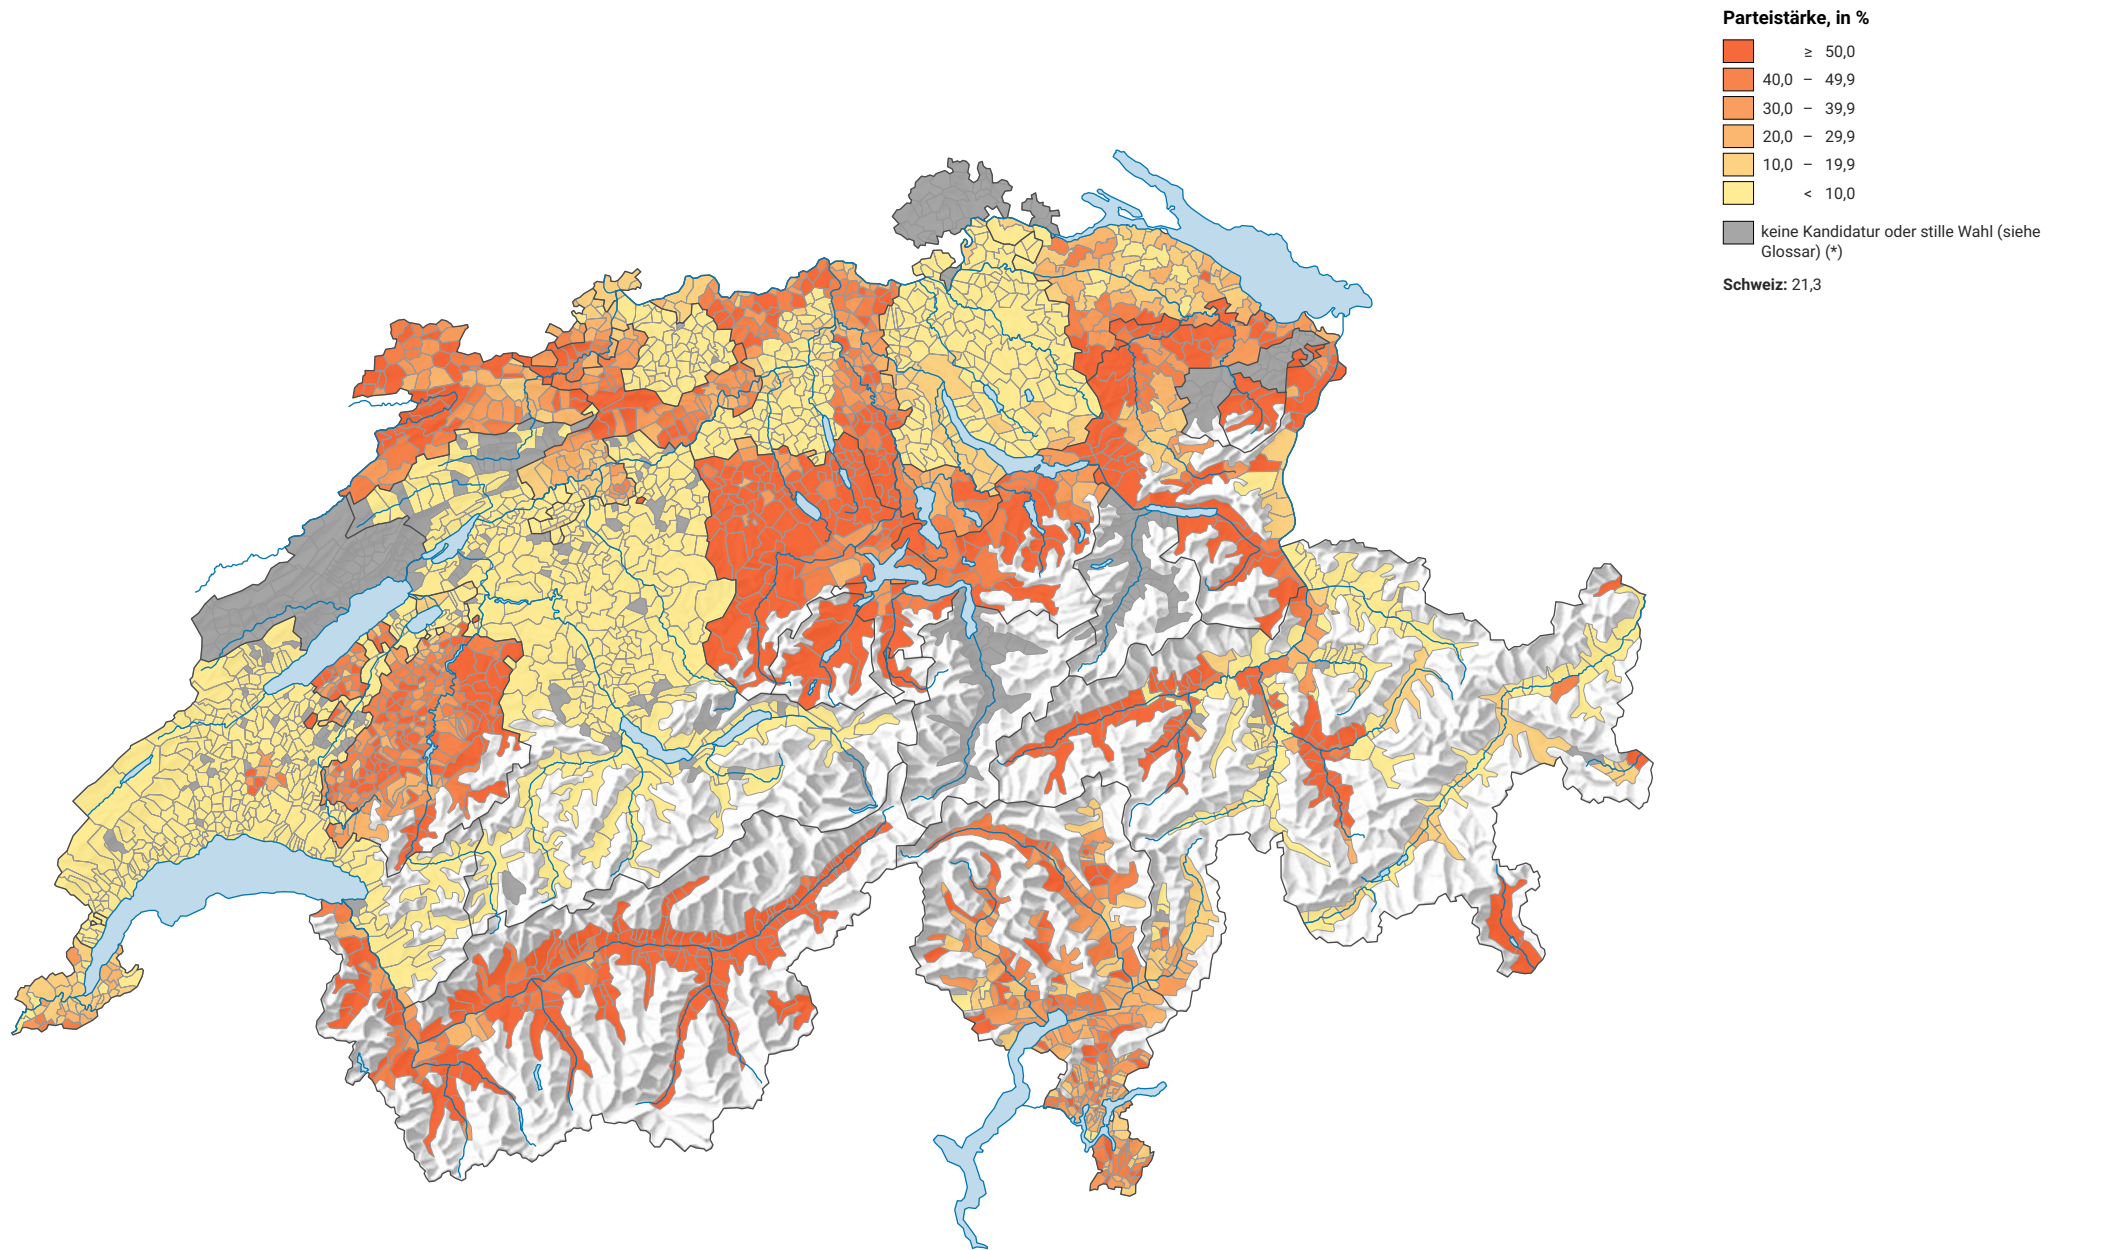 Parteistärke, in %
≥ 50,0
40,0 – 49,9
30,0 – 39,9
20,0 – 29,9
10,0 – 19,9
< 10,0
keine Kandidatur oder stille Wahl (siehe
Glossar) (*)
Schweiz: 21,3